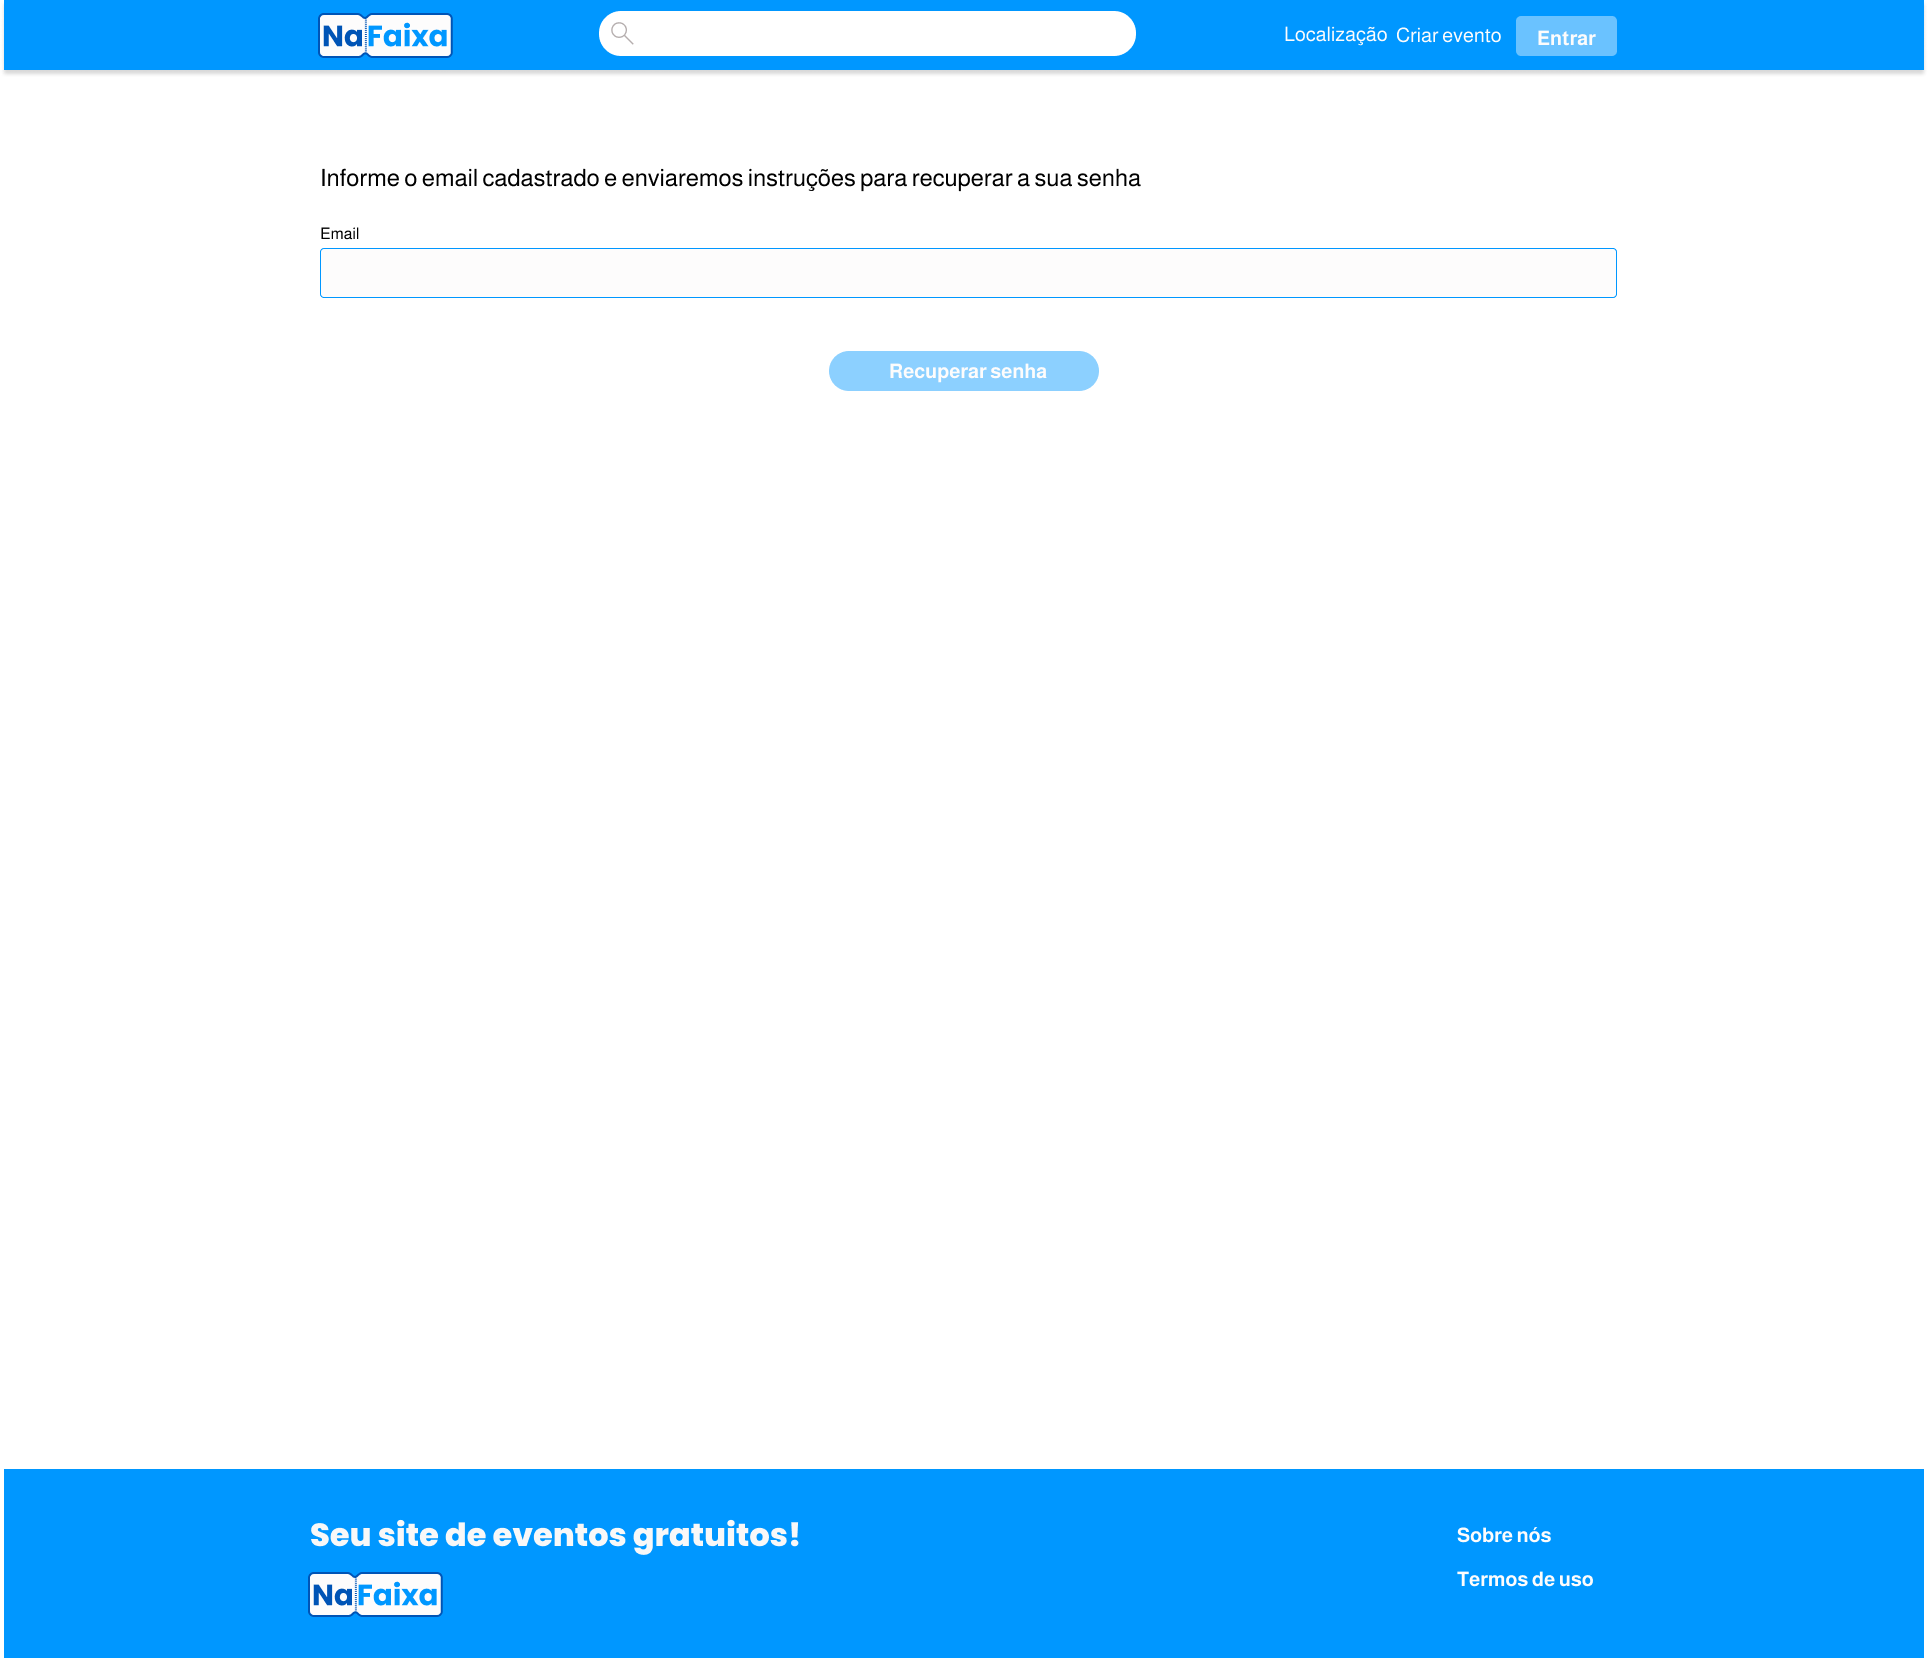 NaFaixa
Localização Criar evento Entrar
Informe o email cadastrado e enviaremos instruções para recuperar a sua senha
Email
Recuperar senha
Seu site de eventos gratuitos!
NaFaixa
Sobre nós
Termos de uso